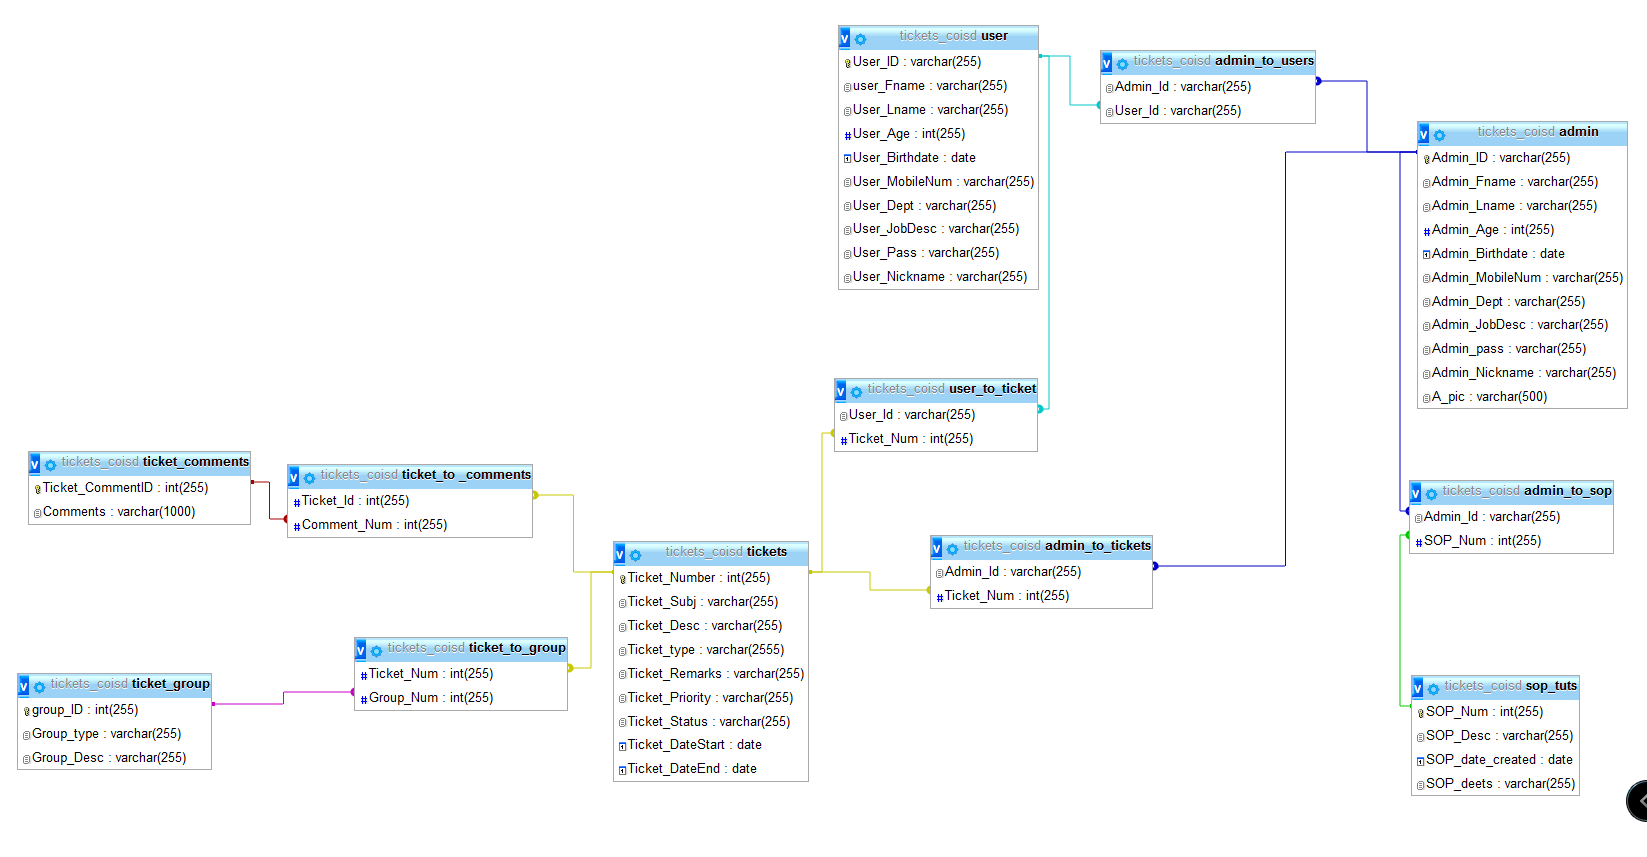 tickets_coisd user
User_ID : varchar(255)
user_Fname : varchar(255)
User_Lname : varchar(255)
User_Age : int(255)
User_Birthdate : date
User_MobileNum : varchar(255)
User_Dept : varchar(255)
User_JobDesc : varchar(255)
User_Pass : varchar(255)
User_Nickname : varchar(255)
tickets_coisd admin_to_users
Admin_Id : varchar(255)
User_Id : varchar(255)
tickets_coisd admin
Admin_ID : varchar(255)
Admin_Fname : varchar(255)
Admin_Lname : varchar(255)
Admin_Age : int(255)
Admin_Birthdate : date
Admin_MobileNum : varchar(255)
Admin_Dept : varchar(255)
Admin_JobDesc : varchar(255)
Admin_pass : varchar(255)
Admin_Nickname : varchar(255)
A_pic : varchar(500)
tickets_coisd user_to_ticket
User_Id : varchar(255)
Ticket_Num : int(255)
tickets_coisd ticket_comments
Ticket_CommentID : int(255)
Comments : varchar(1000)
tickets_coisd ticket_to _comments
Ticket_Id : int(255)
Comment_Num : int(255)
tickets_coisd tickets
Ticket_Number : int(255)
Ticket_Subj : varchar(255)
Ticket_Desc : varchar(255)
Ticket_type : varchar(2555)
Ticket_Remarks : varchar(255)
Ticket_Priority : varchar(255)
Ticket_Status : varchar(255)
Ticket_DateStart : date
Ticket_DateEnd : date
tickets_coisd admin_to_tickets
Admin_Id : varchar(255)
Ticket_Num : int(255)
tickets_coisd admin_to_sop
Admin_Id : varchar(255)
SOP_Num : int(255)
tickets_coisd ticket_to_group
Ticket_Num : int(255)
Group_Num : int(255)
tickets_coisd ticket_group
group_ID : int(255)
Group_type : varchar(255)
Group_Desc : varchar(255)
tickets_coisd sop_tuts
SOP_Num : int(255)
SOP_Desc : varchar(255)
SOP_date_created : date
SOP_deets : varchar(255)